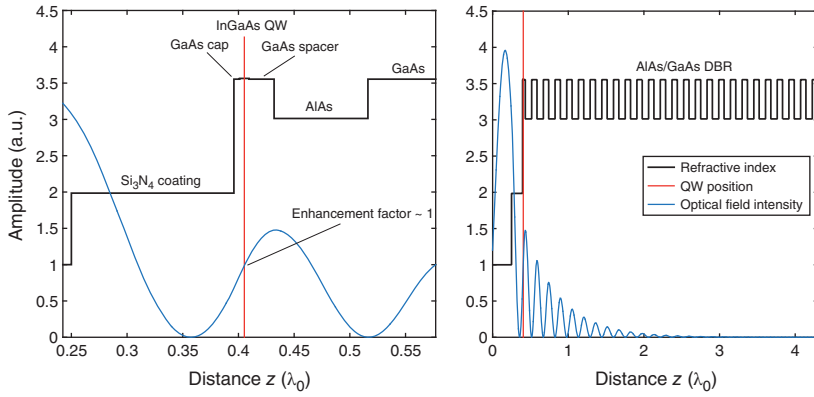 InGaAs QW
GaAs cap
GaAs spacer
GaAs
AlAs
Si3N4 coating
Enhancement factor ~ 1
Amplitude (a.u.)
4.5
4
3.5
3
2.5
2
1.5
1
0.5
0
0.25
0.3
0.35
0.4
0.45
0.5
0.55
Distance z (λ0)
AlAs/GaAs DBR
Refractive index
QW position
Optical field intensity
4.5
4
3.5
3
2.5
2
1.5
1
0.5
0
0
1
2
3
4
Distance z (λ0)